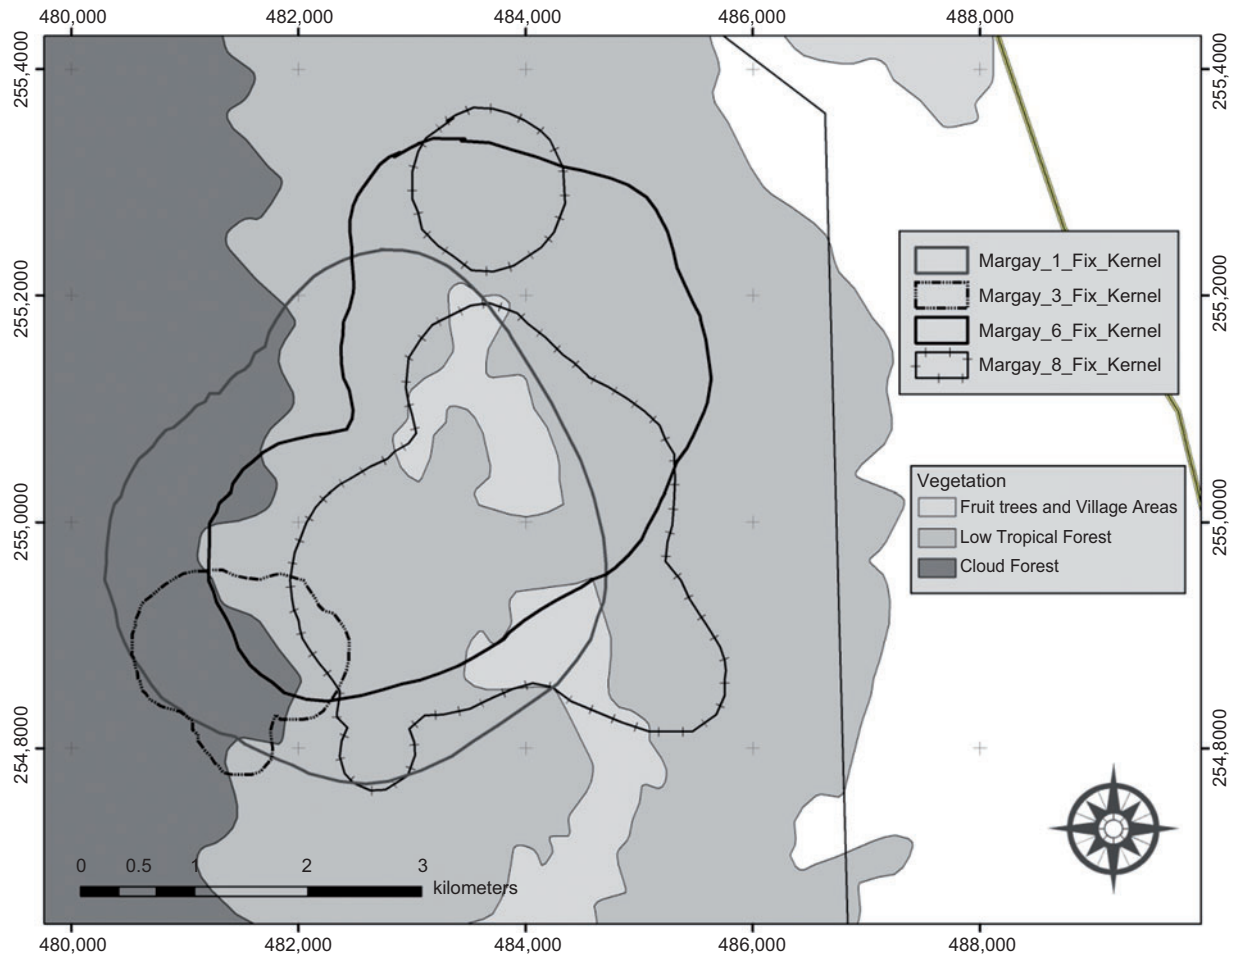 480,000 482,000 484,000 486,000 488,000
255,4000 255,4000
255,2000 255,2000
255,0000 255,0000
254,8000 254,8000
Margay_1_Fix_Kernel
Margay_3_Fix_Kernel
Margay_6_Fix_Kernel
Margay_8_Fix_Kernel
Vegetation
Fruit trees and Village Areas
Low Tropical Forest
Cloud Forest
0 0.5 1 2 3
kilometers
480,000 482,000 484,000 486,000 488,000